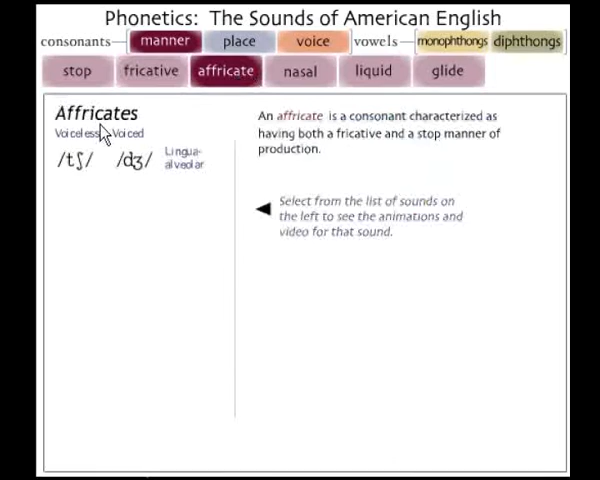 Phonetics: The Sounds of American English
consonants manner place voice vowels monophthongs diphthongs
stop fricative affricate nasal liquid glide
Affricates
Voiceless Voiced
/tʃ/ /dʒ/ Lingua-
alveolar
An affricate is a consonant characterized as
having both a fricative and a stop manner of
production.
Select from the list of sounds on
the left to see the animations and
video for that sound.